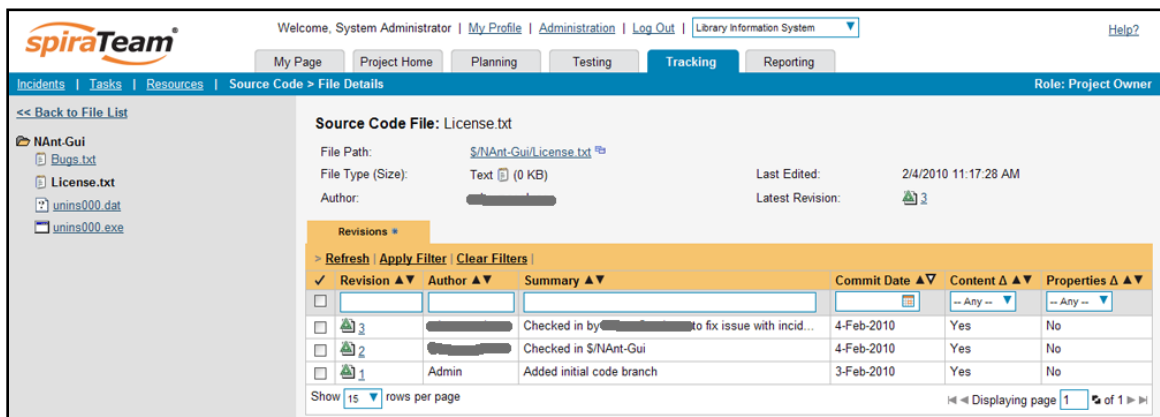 Welcome, System Administrator | My Profile | Administration | Log Out | Library Information System
Help?
spiraTeam
My Page Project Home Planning Testing Tracking Reporting
Incidents | Tasks | Resources | Source Code > File Details Role: Project Owner
<< Back to File List
NAnt-Gui
Bugs.txt
License.txt
unins000.dat
unins000.exe
Source Code File: License.txt
File Path: $/NAnt-Gui/License.txt
File Type (Size): Text (0 KB) Last Edited: 2/4/2010 11:17:28 AM
Author: Latest Revision: 3
Revisions *
> Refresh | Apply Filter | Clear Filters |
✓ Revision ▲▼ Author ▲▼ Summary ▲▼ Commit Date ▲▽ Content Δ ▲▼ Properties Δ ▲▼
-- Any -- -- Any --
3 Checked in by to fix issue with incid... 4-Feb-2010 Yes No
2 Checked in $/NAnt-Gui 4-Feb-2010 Yes No
1 Admin Added initial code branch 3-Feb-2010 Yes No
Show 15 rows per page Displaying page 1 of 1